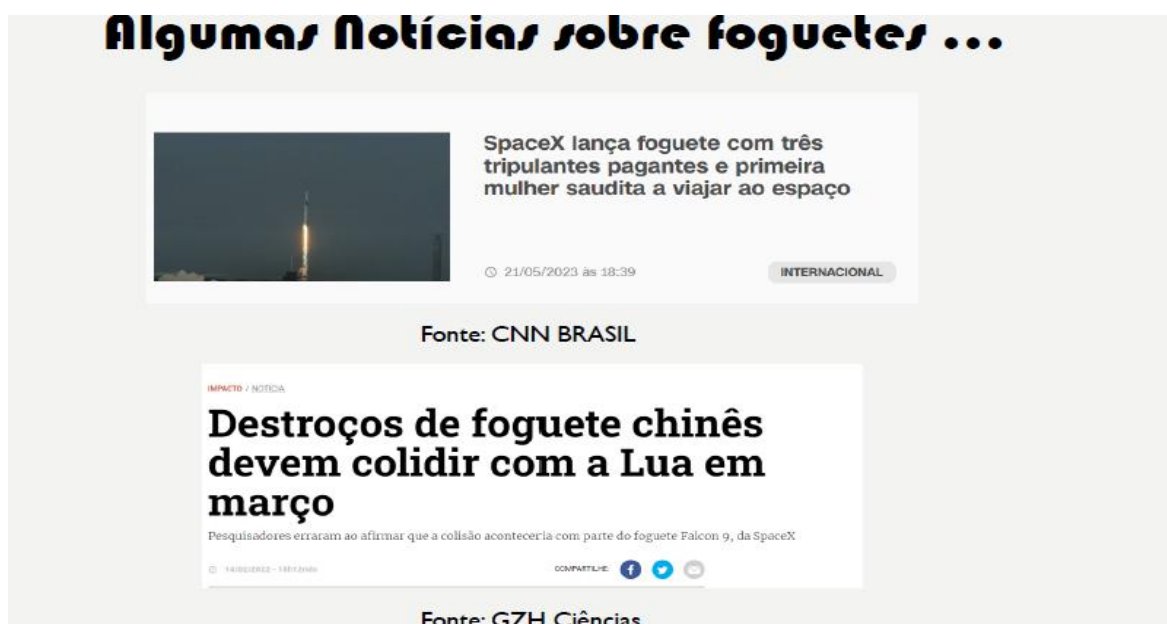 Algumas Notícias sobre foguetes ...
SpaceX lança foguete com três
tripulantes pagantes e primeira
mulher saudita a viajar ao espaço
21/05/2023 às 18:39
INTERNACIONAL
Fonte: CNN BRASIL
IMPACTO / NOTÍCIA
Destroços de foguete chinês
devem colidir com a Lua em
março
Pesquisadores erraram ao afirmar que a colisão aconteceria com parte do foguete Falcon 9, da SpaceX
14/02/2022 -
COMPARTILHE
Fonte: GZH Ciências